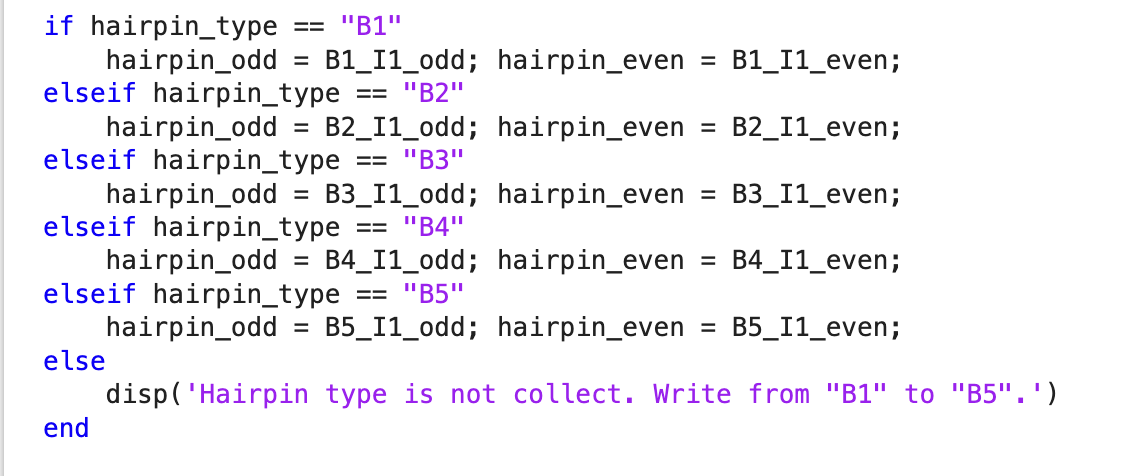 if hairpin_type == "B1"
    hairpin_odd = B1_I1_odd; hairpin_even = B1_I1_even;
elseif hairpin_type == "B2"
    hairpin_odd = B2_I1_odd; hairpin_even = B2_I1_even;
elseif hairpin_type == "B3"
    hairpin_odd = B3_I1_odd; hairpin_even = B3_I1_even;
elseif hairpin_type == "B4"
    hairpin_odd = B4_I1_odd; hairpin_even = B4_I1_even;
elseif hairpin_type == "B5"
    hairpin_odd = B5_I1_odd; hairpin_even = B5_I1_even;
else
    disp('Hairpin type is not collect. Write from "B1" to "B5".')
end